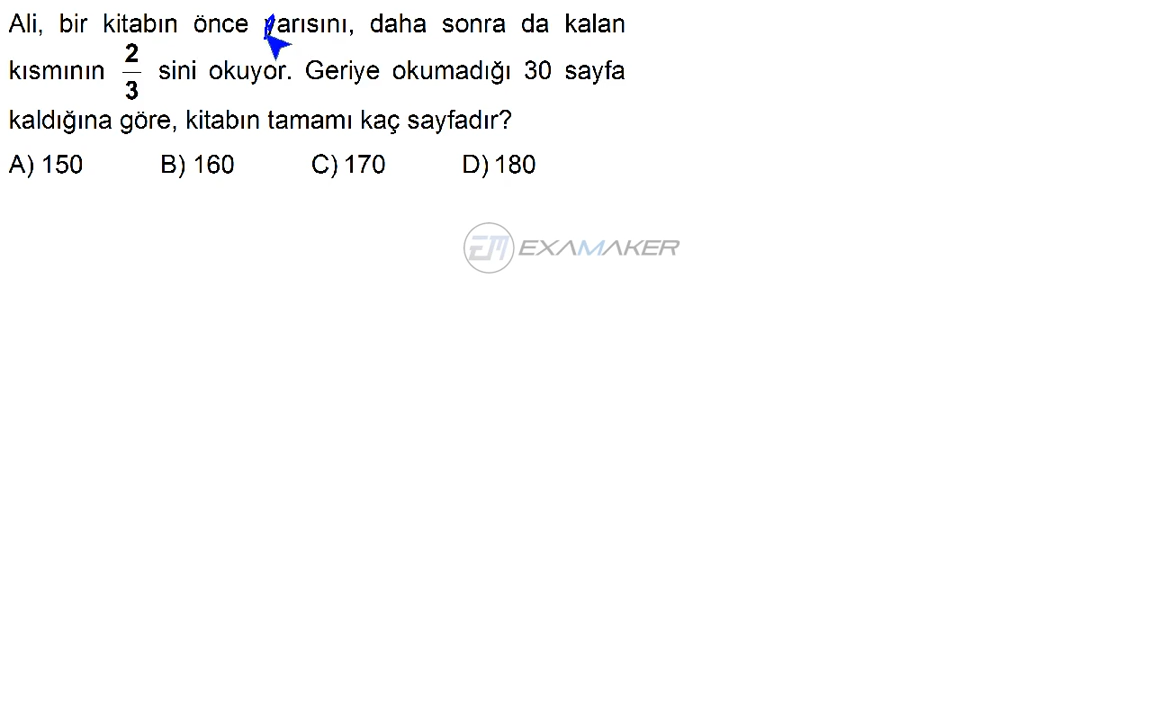 Ali, bir kitabın önce yarısını, daha sonra da kalan
kısmının 2/3 sini okuyor. Geriye okumadığı 30 sayfa
kaldığına göre, kitabın tamamı kaç sayfadır?
A) 150 B) 160 C) 170 D) 180
EM EXAMAKER